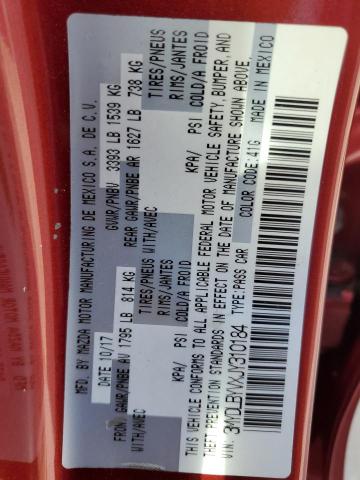 MFD. BY MAZDA MOTOR MANUFACTURING DE MEXICO S.A. DE C.V.
DATE 10/17 GVWR/PNBV 3393 LB 1539 KG
FRONT GAWR/PNBE AV 1795 LB 814 KG REAR GAWR/PNBE AR 1627 LB 738 KG
WITH/AVEC TIRES/PNEUS WITH/AVEC TIRES/PNEUS
RIMS/JANTES RIMS/JANTES
KPA/ PSI COLD/A FROID KPA/ PSI COLD/A FROID
THIS VEHICLE CONFORMS TO ALL APPLICABLE FEDERAL MOTOR VEHICLE SAFETY, BUMPER, AND
THEFT PREVENTION STANDARDS IN EFFECT ON THE DATE OF MANUFACTURE SHOWN ABOVE.
VIN: TYPE:PASS CAR COLOR CODE:41G MADE IN MEXICO